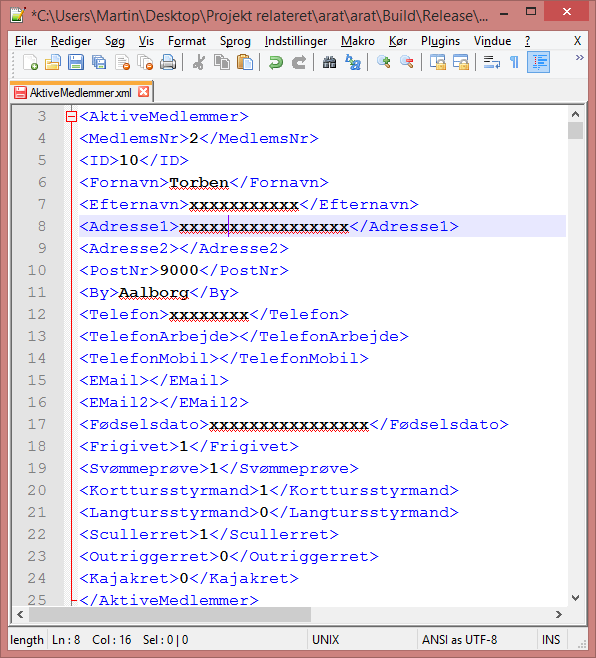 *C:\Users\Martin\Desktop\Projekt relateret\arat\arat\Build\Release\...
Filer Rediger Søg Vis Format Sprog Indstillinger Makro Kør Plugins Vindue ? X
AktiveMedlemmer.xml
3 <AktiveMedlemmer>
4 <MedlemsNr>2</MedlemsNr>
5 <ID>10</ID>
6 <Fornavn>Torben</Fornavn>
7 <Efternavn>xxxxxxxxxxx</Efternavn>
8 <Adresse1>xxxxxxxxxxxxxxxxx</Adresse1>
9 <Adresse2></Adresse2>
10 <PostNr>9000</PostNr>
11 <By>Aalborg</By>
12 <Telefon>xxxxxxxx</Telefon>
13 <TelefonArbejde></TelefonArbejde>
14 <TelefonMobil></TelefonMobil>
15 <EMail></EMail>
16 <EMail2></EMail2>
17 <Fødselsdato>xxxxxxxxxxxxxxxx</Fødselsdato>
18 <Frigivet>1</Frigivet>
19 <Svømmeprøve>1</Svømmeprøve>
20 <Korttursstyrmand>1</Korttursstyrmand>
21 <Langtursstyrmand>0</Langtursstyrmand>
22 <Scullerret>1</Scullerret>
23 <Outriggerret>0</Outriggerret>
24 <Kajakret>0</Kajakret>
25 </AktiveMedlemmer>
length Ln : 8 Col : 16 Sel : 0 | 0 UNIX ANSI as UTF-8 INS